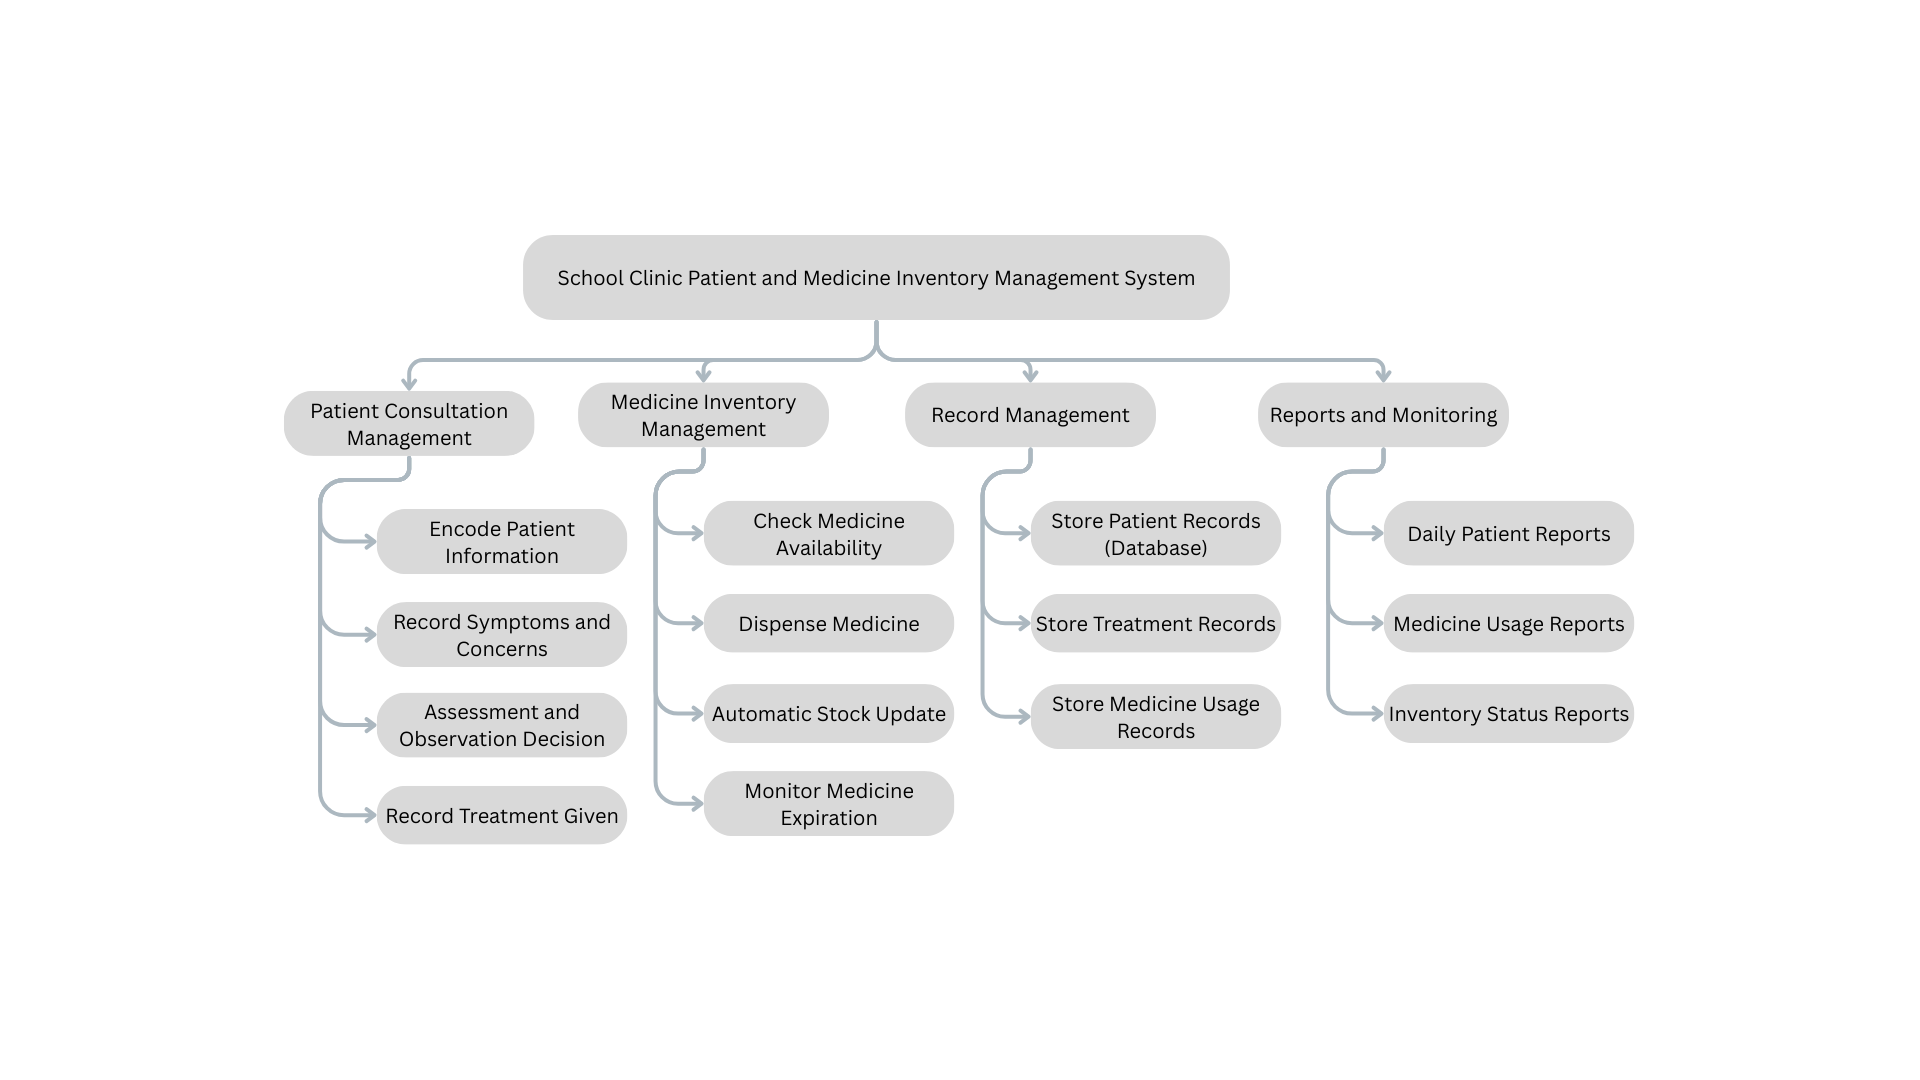 School Clinic Patient and Medicine Inventory Management System
Patient Consultation
Management
Medicine Inventory
Management
Record Management
Reports and Monitoring
Encode Patient
Information
Record Symptoms and
Concerns
Assessment and
Observation Decision
Record Treatment Given
Check Medicine
Availability
Dispense Medicine
Automatic Stock Update
Monitor Medicine
Expiration
Store Patient Records
(Database)
Store Treatment Records
Store Medicine Usage
Records
Daily Patient Reports
Medicine Usage Reports
Inventory Status Reports